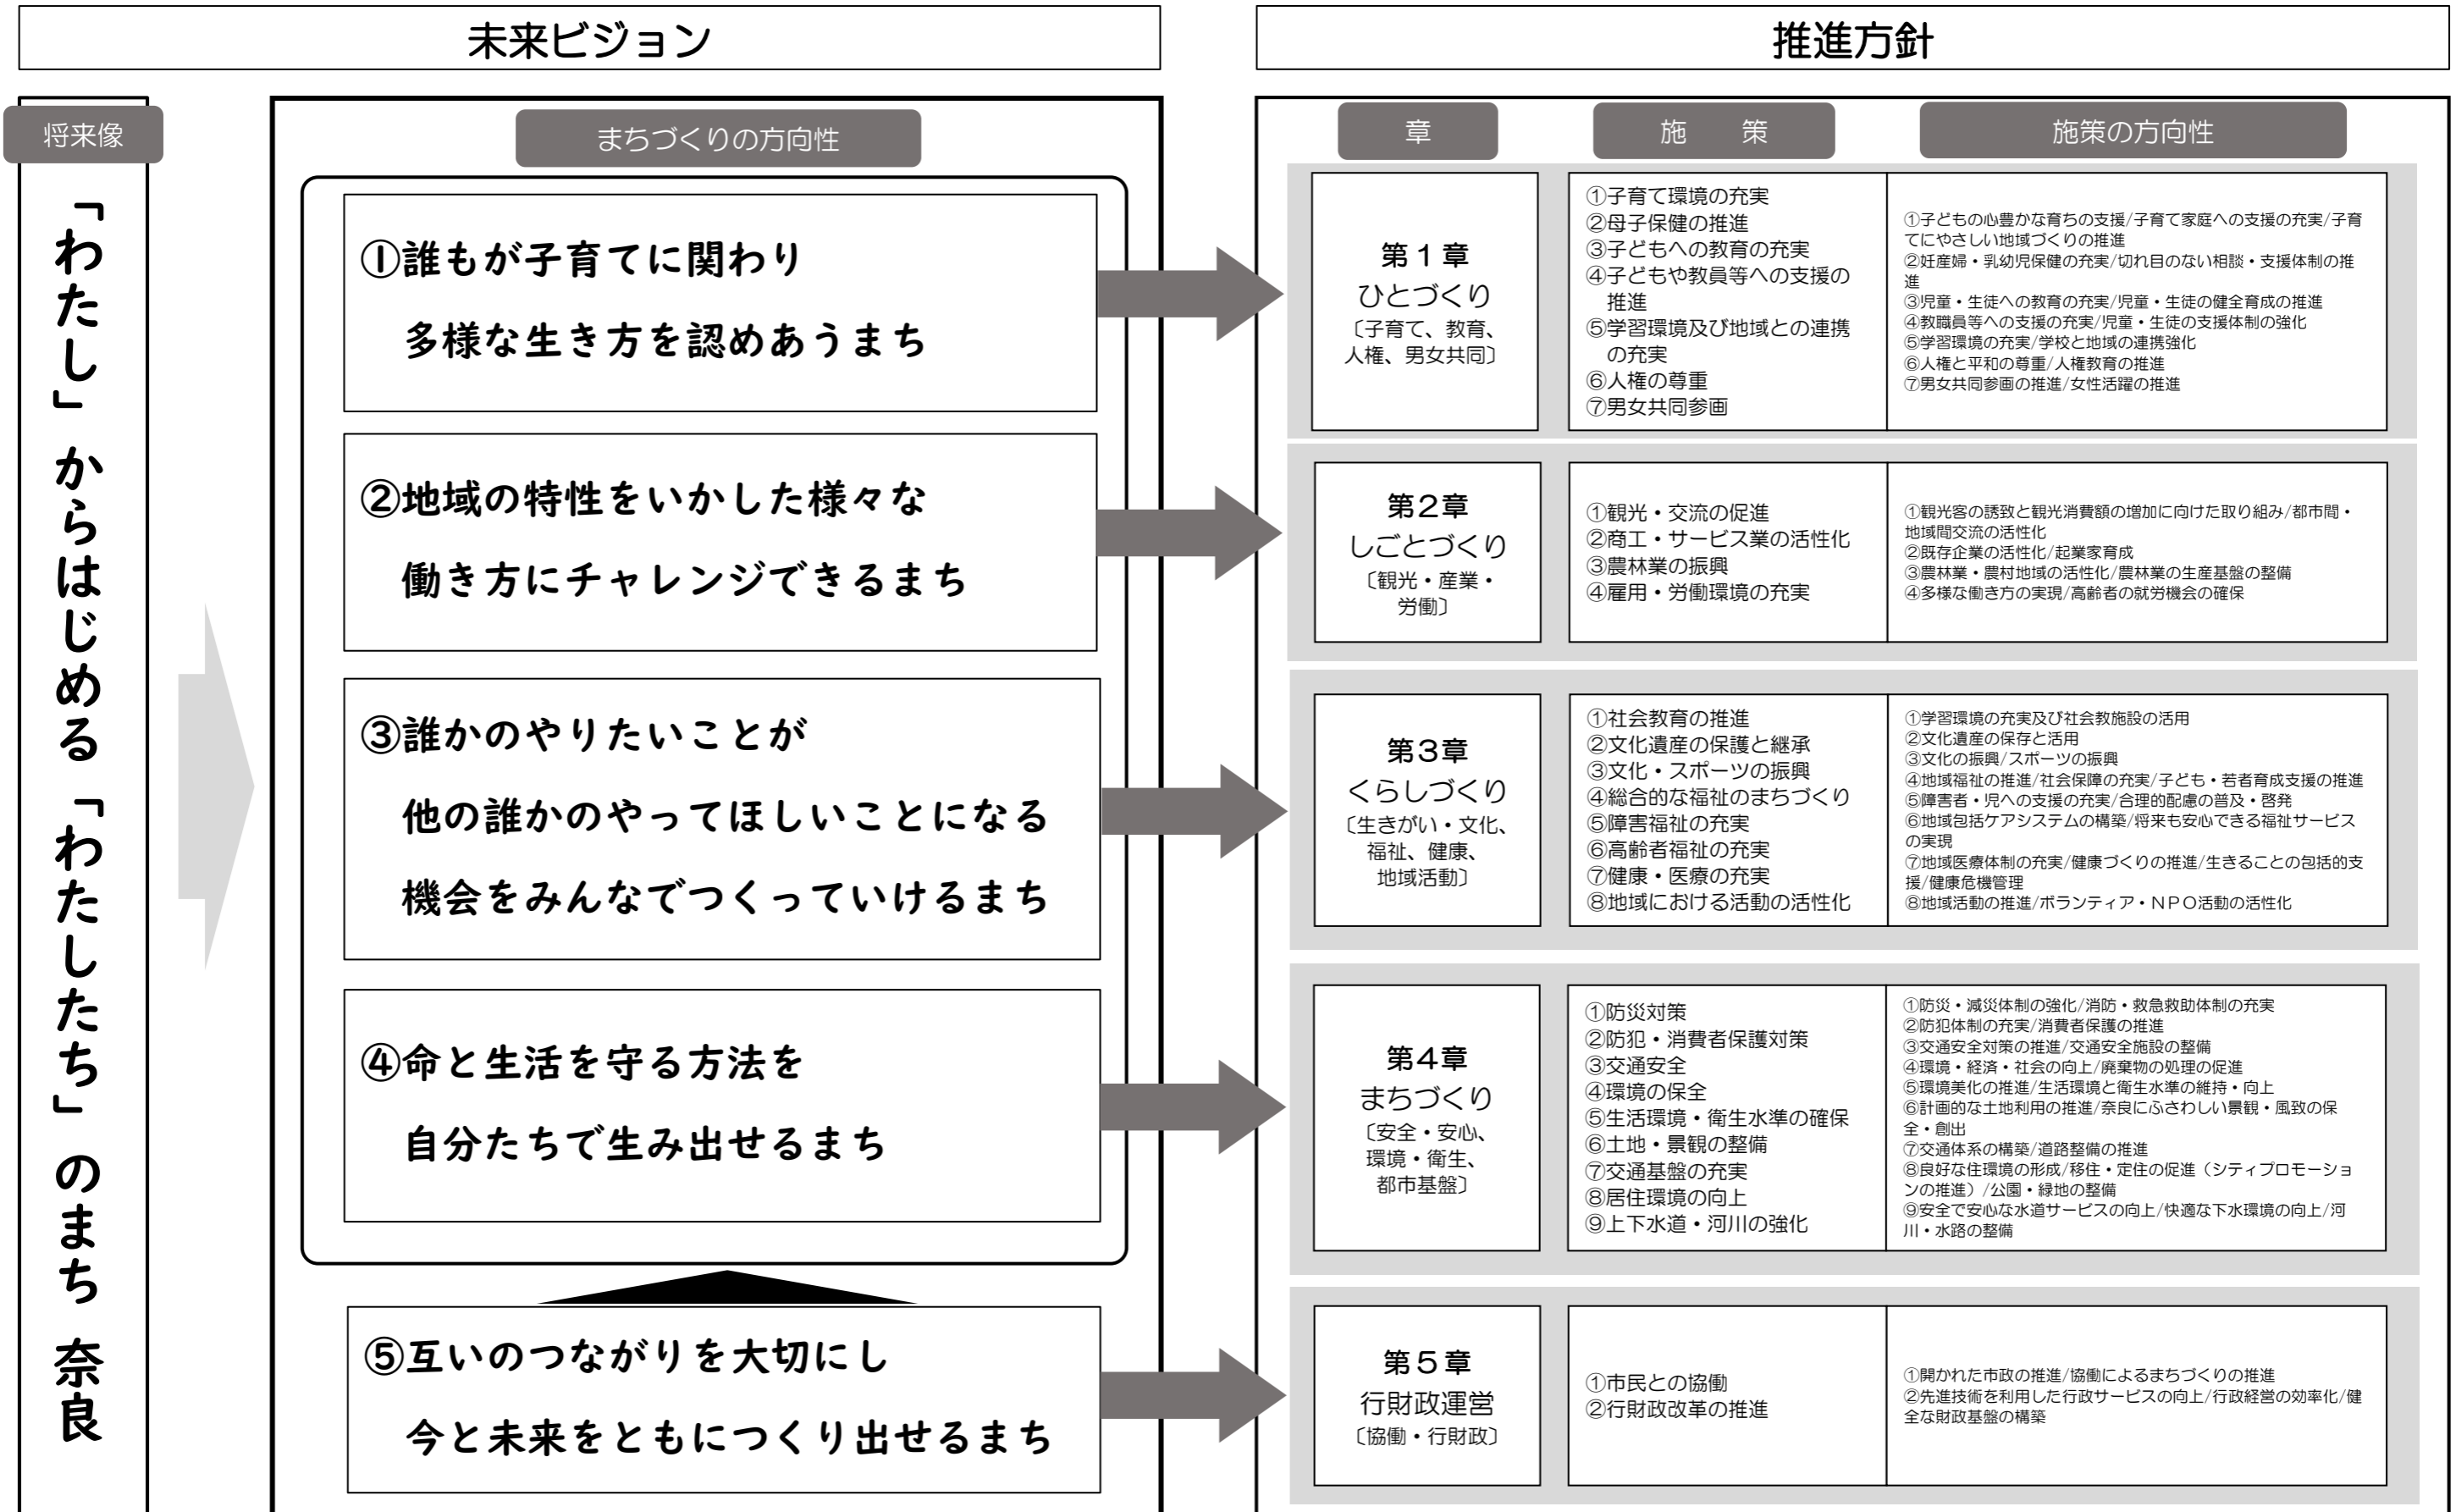 未来ビジョン
推進方針
将来像
「わたし」からはじめる「わたしたち」のまち 奈良
まちづくりの方向性
①誰もが子育てに関わり
多様な生き方を認めあうまち
②地域の特性をいかした様々な
働き方にチャレンジできるまち
③誰かのやりたいことが
他の誰かのやってほしいことになる
機会をみんなでつくっていけるまち
④命と生活を守る方法を
自分たちで生み出せるまち
⑤互いのつながりを大切にし
今と未来をともにつくり出せるまち
章
施　策
施策の方向性
第1章
ひとづくり
〔子育て、教育、
人権、男女共同〕
①子育て環境の充実
②母子保健の推進
③子どもへの教育の充実
④子どもや教員等への支援の
推進
⑤学習環境及び地域との連携
の充実
⑥人権の尊重
⑦男女共同参画
①子どもの心豊かな育ちの支援/子育て家庭への支援の充実/子育
てにやさしい地域づくりの推進
②妊産婦・乳幼児保健の充実/切れ目のない相談・支援体制の推
進
③児童・生徒への教育の充実/児童・生徒の健全育成の推進
④教職員等への支援の充実/児童・生徒の支援体制の強化
⑤学習環境の充実/学校と地域の連携強化
⑥人権と平和の尊重/人権教育の推進
⑦男女共同参画の推進/女性活躍の推進
第2章
しごとづくり
〔観光・産業・
労働〕
①観光・交流の促進
②商工・サービス業の活性化
③農林業の振興
④雇用・労働環境の充実
①観光客の誘致と観光消費額の増加に向けた取り組み/都市間・
地域間交流の活性化
②既存企業の活性化/起業家育成
③農林業・農村地域の活性化/農林業の生産基盤の整備
④多様な働き方の実現/高齢者の就労機会の確保
第3章
くらしづくり
〔生きがい・文化、
福祉、健康、
地域活動〕
①社会教育の推進
②文化遺産の保護と継承
③文化・スポーツの振興
④総合的な福祉のまちづくり
⑤障害福祉の充実
⑥高齢者福祉の充実
⑦健康・医療の充実
⑧地域における活動の活性化
①学習環境の充実及び社会教施設の活用
②文化遺産の保存と活用
③文化の振興/スポーツの振興
④地域福祉の推進/社会保障の充実/子ども・若者育成支援の推進
⑤障害者・児への支援の充実/合理的配慮の普及・啓発
⑥地域包括ケアシステムの構築/将来も安心できる福祉サービス
の実現
⑦地域医療体制の充実/健康づくりの推進/生きることの包括的支
援/健康危機管理
⑧地域活動の推進/ボランティア・NPO活動の活性化
第4章
まちづくり
〔安全・安心、
環境・衛生、
都市基盤〕
①防災対策
②防犯・消費者保護対策
③交通安全
④環境の保全
⑤生活環境・衛生水準の確保
⑥土地・景観の整備
⑦交通基盤の充実
⑧居住環境の向上
⑨上下水道・河川の強化
①防災・減災体制の強化/消防・救急救助体制の充実
②防犯体制の充実/消費者保護の推進
③交通安全対策の推進/交通安全施設の整備
④環境・経済・社会の向上/廃棄物の処理の促進
⑤環境美化の推進/生活環境と衛生水準の維持・向上
⑥計画的な土地利用の推進/奈良にふさわしい景観・風致の保
全・創出
⑦交通体系の構築/道路整備の推進
⑧良好な住環境の形成/移住・定住の促進（シティプロモーショ
ンの推進）/公園・緑地の整備
⑨安全で安心な水道サービスの向上/快適な下水環境の向上/河
川・水路の整備
第5章
行財政運営
〔協働・行財政〕
①市民との協働
②行財政改革の推進
①開かれた市政の推進/協働によるまちづくりの推進
②先進技術を利用した行政サービスの向上/行政経営の効率化/健
全な財政基盤の構築